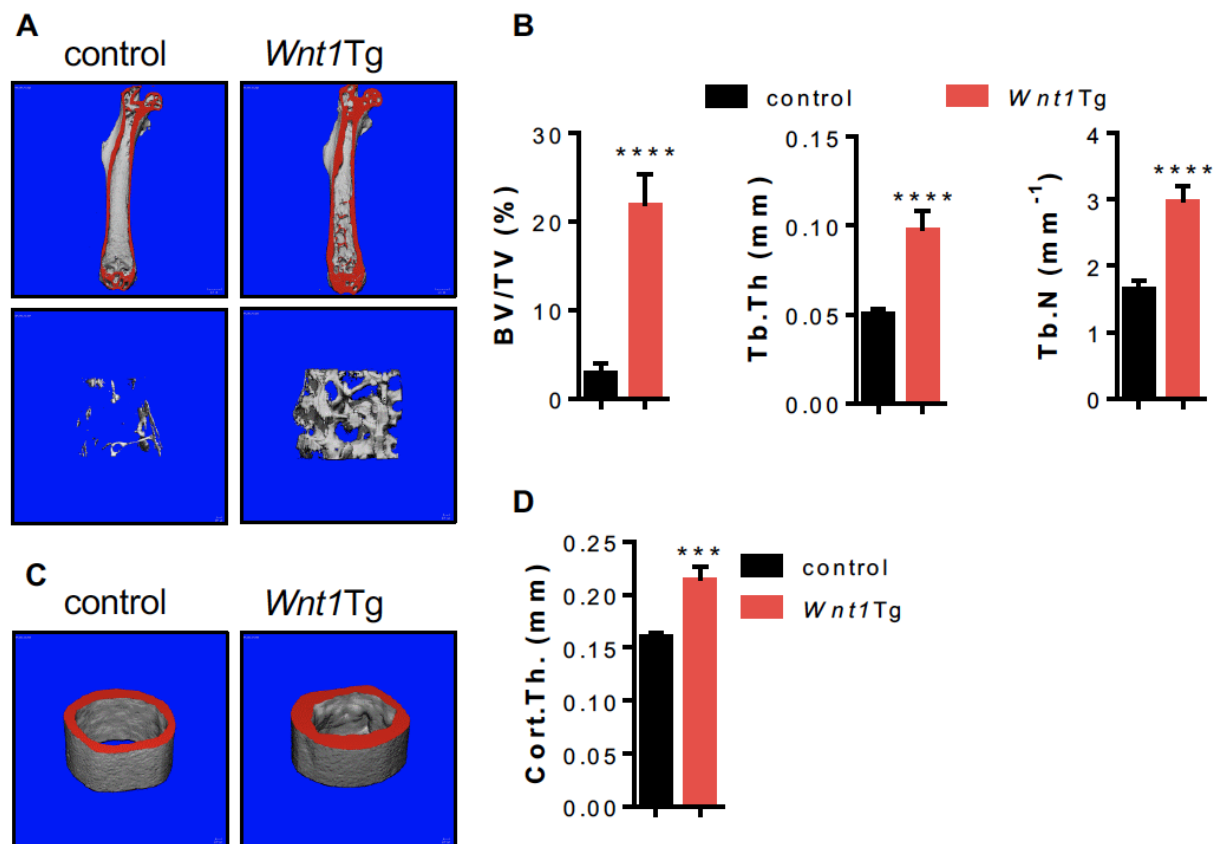 A
control
Wnt1Tg
B
control
Wnt1Tg
BV/TV (%)
30
20
10
0
****
Tb.Th (mm)
0.15
0.10
0.05
0.00
****
Tb.N (mm-1)
4
3
2
1
0
****
C
control
Wnt1Tg
D
Cort.Th. (mm)
0.25
0.20
0.15
0.10
0.05
0.00
***
control
Wnt1Tg